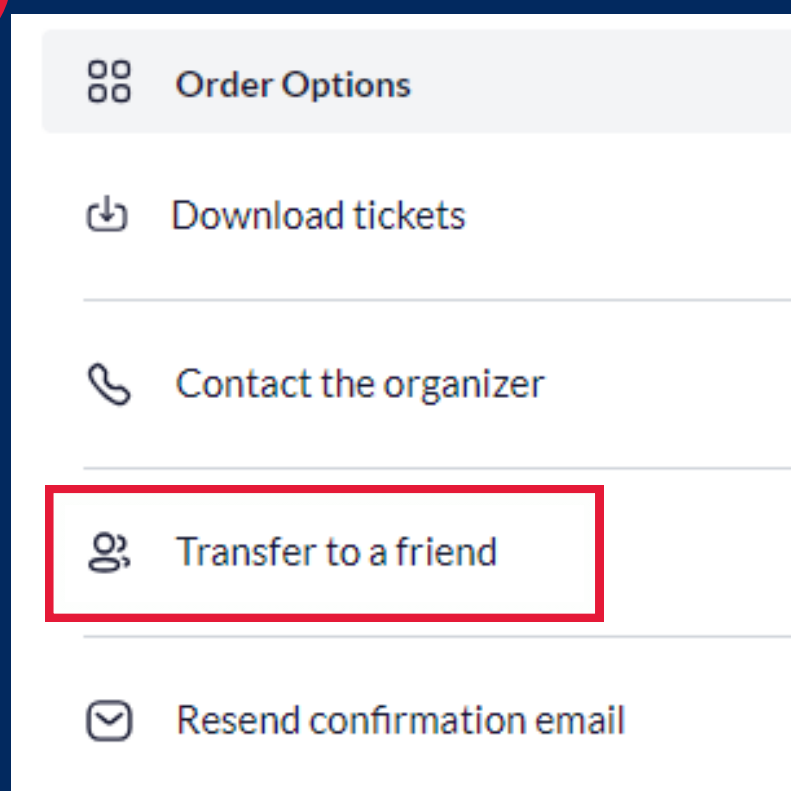 Order Options
Download tickets
Contact the organizer
Transfer to a friend
Resend confirmation email